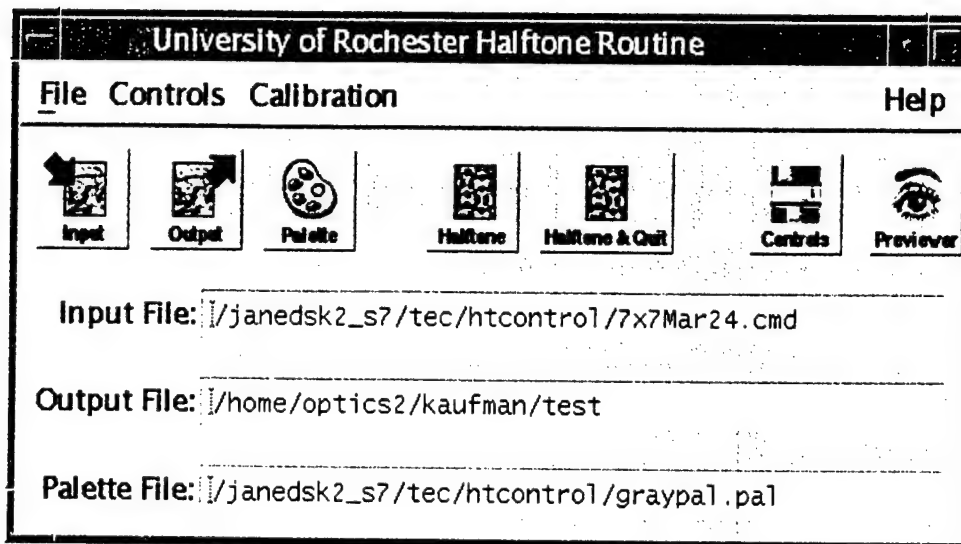 University of Rochester Halftone Routine
File Controls Calibration Help
Input Output Palette Halftone Halftone & Quit Controls Previewer
Input File: /janedsk2_s7/tec/htcontrol/7x7Mar24.cmd
Output File: /home/optics2/kaufman/test
Palette File: /janedsk2_s7/tec/htcontrol/graypal.pal